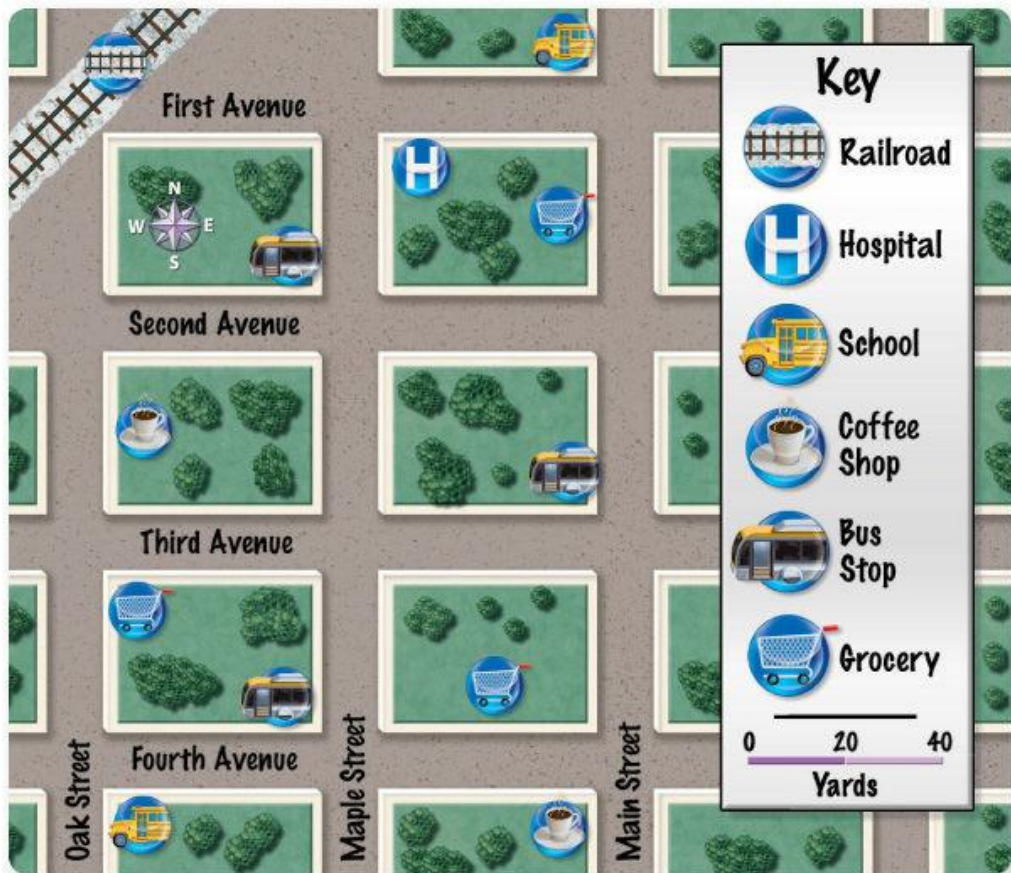 First Avenue
N
W E
S
Second Avenue
Third Avenue
Fourth Avenue
Oak Street
Maple Street
Main Street
Key
Railroad
H
H
Hospital
School
Coffee
Shop
Bus
Stop
Grocery
0 20 40
Yards